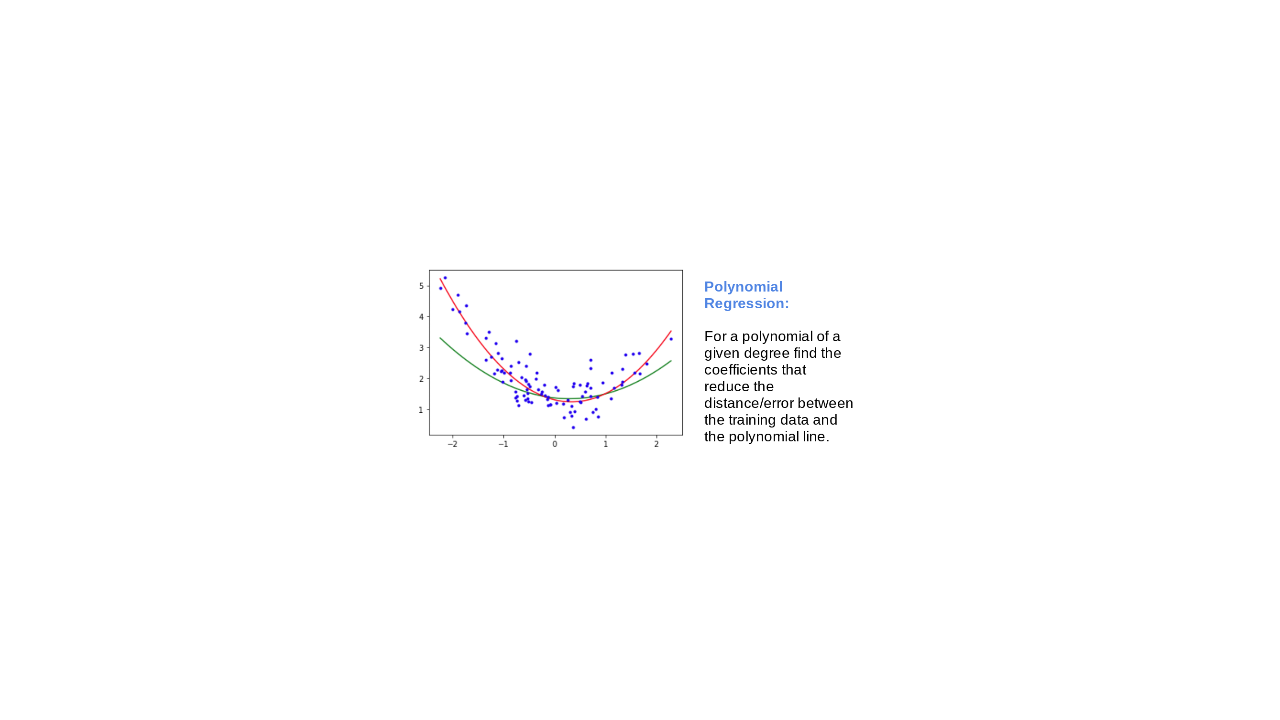 5
4
3
2
1
−2 −1 0 1 2
Polynomial
Regression:
For a polynomial of a
given degree find the
coefficients that
reduce the
distance/error between
the training data and
the polynomial line.